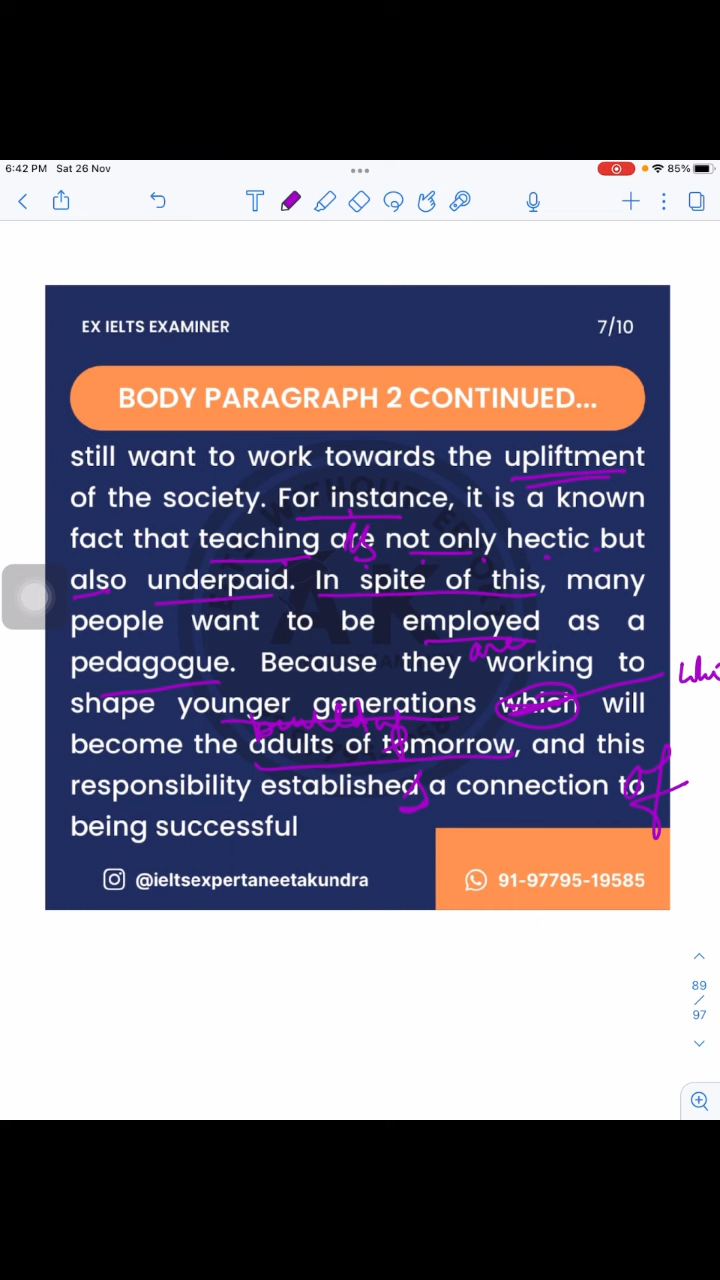 6:42 PM Sat 26 Nov
85%
EX IELTS EXAMINER
7/10
BODY PARAGRAPH 2 CONTINUED...
still want to work towards the upliftment
of the society. For instance, it is a known
fact that teaching are not only hectic but
is
also underpaid. In spite of this, many
people want to be employed as a
are
pedagogue. Because they working to
shape younger generations which will
become the adults of tomorrow, and this
responsibility established a connection to
s
of
being successful
@ieltsexpertaneetakundra
91-97795-19585
89
/
97